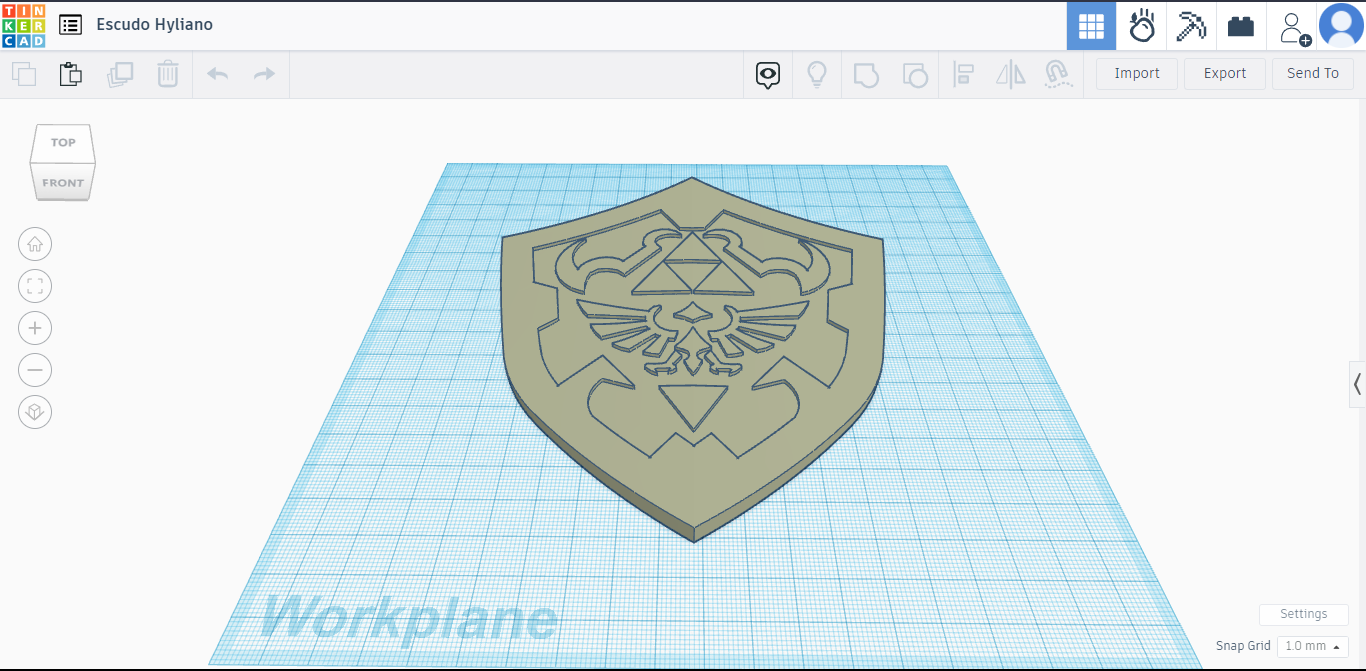 TIN
KER
CAD
Escudo Hyliano
Import
Export
Send To
TOP
FRONT
Workplane
Settings
Snap Grid 1.0 mm